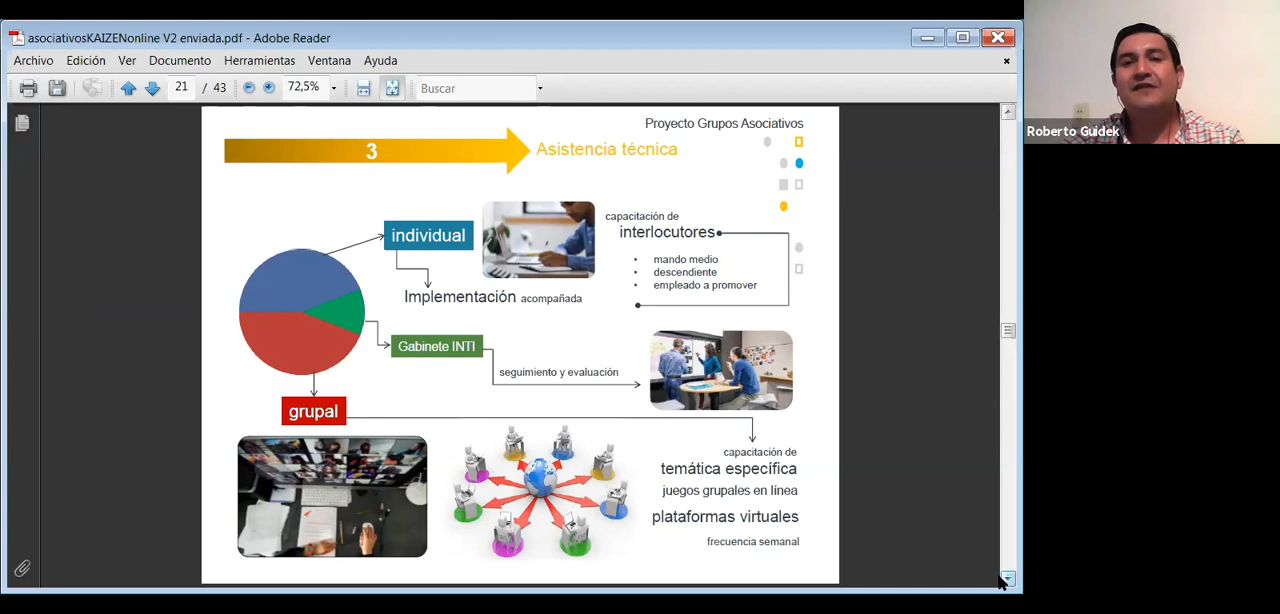 asociativosKAIZENonline V2 enviada.pdf - Adobe Reader
Archivo Edición Ver Documento Herramientas Ventana Ayuda
21 / 43 72,5% Buscar
Roberto Guidek
Proyecto Grupos Asociativos
3 Asistencia técnica
individual
capacitación de
interlocutores
• mando medio
• descendiente
• empleado a promover
Implementación acompañada
Gabinete INTI
seguimiento y evaluación
grupal
capacitación de
temática específica
juegos grupales en línea
plataformas virtuales
frecuencia semanal